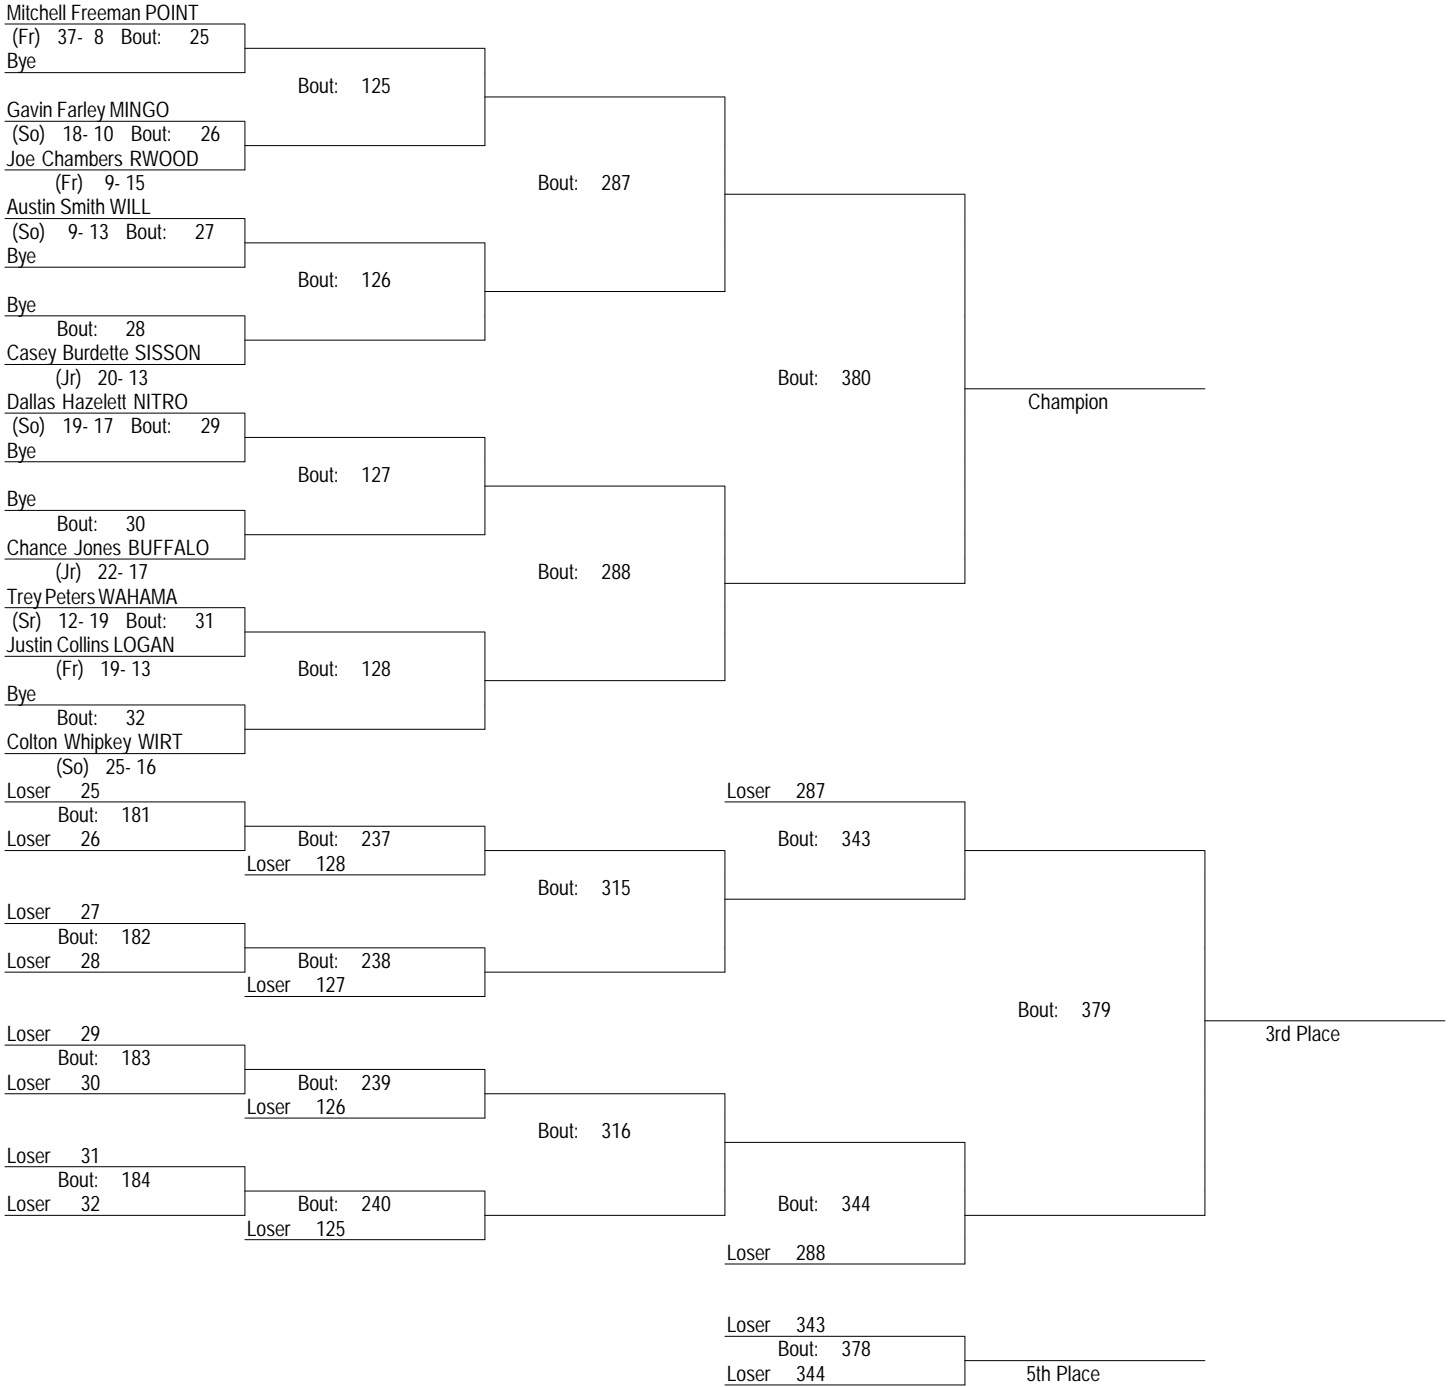 Mitchell Freeman POINT
(Fr) 37- 8 Bout: 25
Bye
Bout: 125
Gavin Farley MINGO
(So) 18- 10 Bout: 26
Joe Chambers RWOOD
(Fr) 9- 15
Bout: 287
Austin Smith WILL
(So) 9- 13 Bout: 27
Bye
Bout: 126
Bye
Bout: 28
Casey Burdette SISSON
(Jr) 20- 13
Bout: 380
Champion
Dallas Hazelett NITRO
(So) 19- 17 Bout: 29
Bye
Bout: 127
Bye
Bout: 30
Chance Jones BUFFALO
(Jr) 22- 17
Bout: 288
Trey Peters WAHAMA
(Sr) 12- 19 Bout: 31
Justin Collins LOGAN
(Fr) 19- 13
Bout: 128
Bye
Bout: 32
Colton Whipkey WIRT
(So) 25- 16
Loser 25
Bout: 181
Loser 26
Bout: 237
Loser 128
Loser 287
Bout: 343
Bout: 315
Loser 27
Bout: 182
Loser 28
Bout: 238
Loser 127
Bout: 379
3rd Place
Loser 29
Bout: 183
Loser 30
Bout: 239
Loser 126
Bout: 316
Loser 31
Bout: 184
Loser 32
Bout: 240
Loser 125
Bout: 344
Loser 288
Loser 343
Bout: 378
Loser 344
5th Place